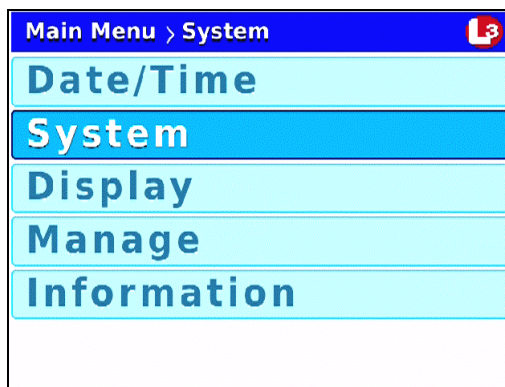 Main Menu > System L3
Date/Time
System
Display
Manage
Information